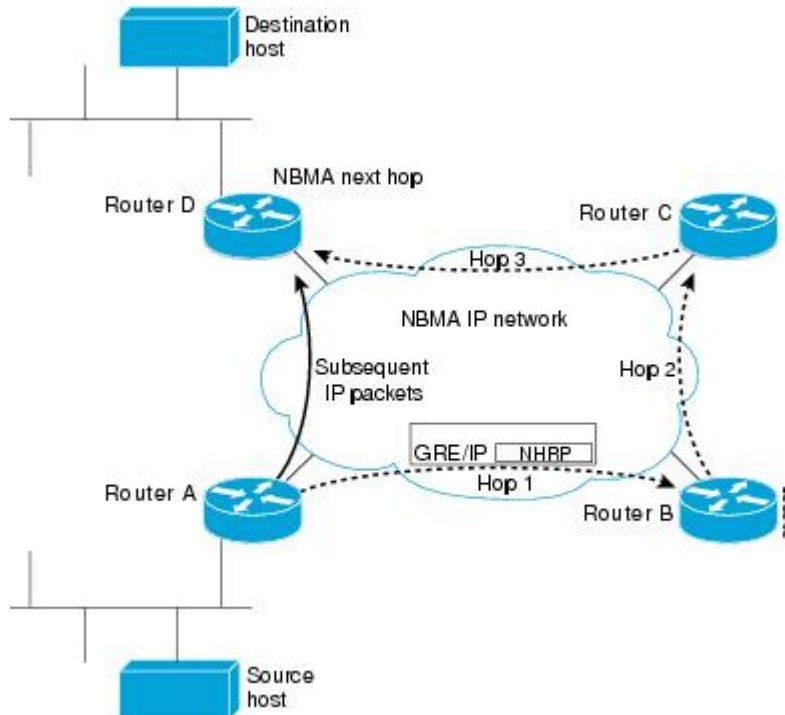 Destination
host
NBMA next hop
Router D
Router C
Hop 3
NBMA IP network
Subsequent
IP packets
Hop 2
GRE/IP NHRP
Router A
Hop 1
Router B
Source
host